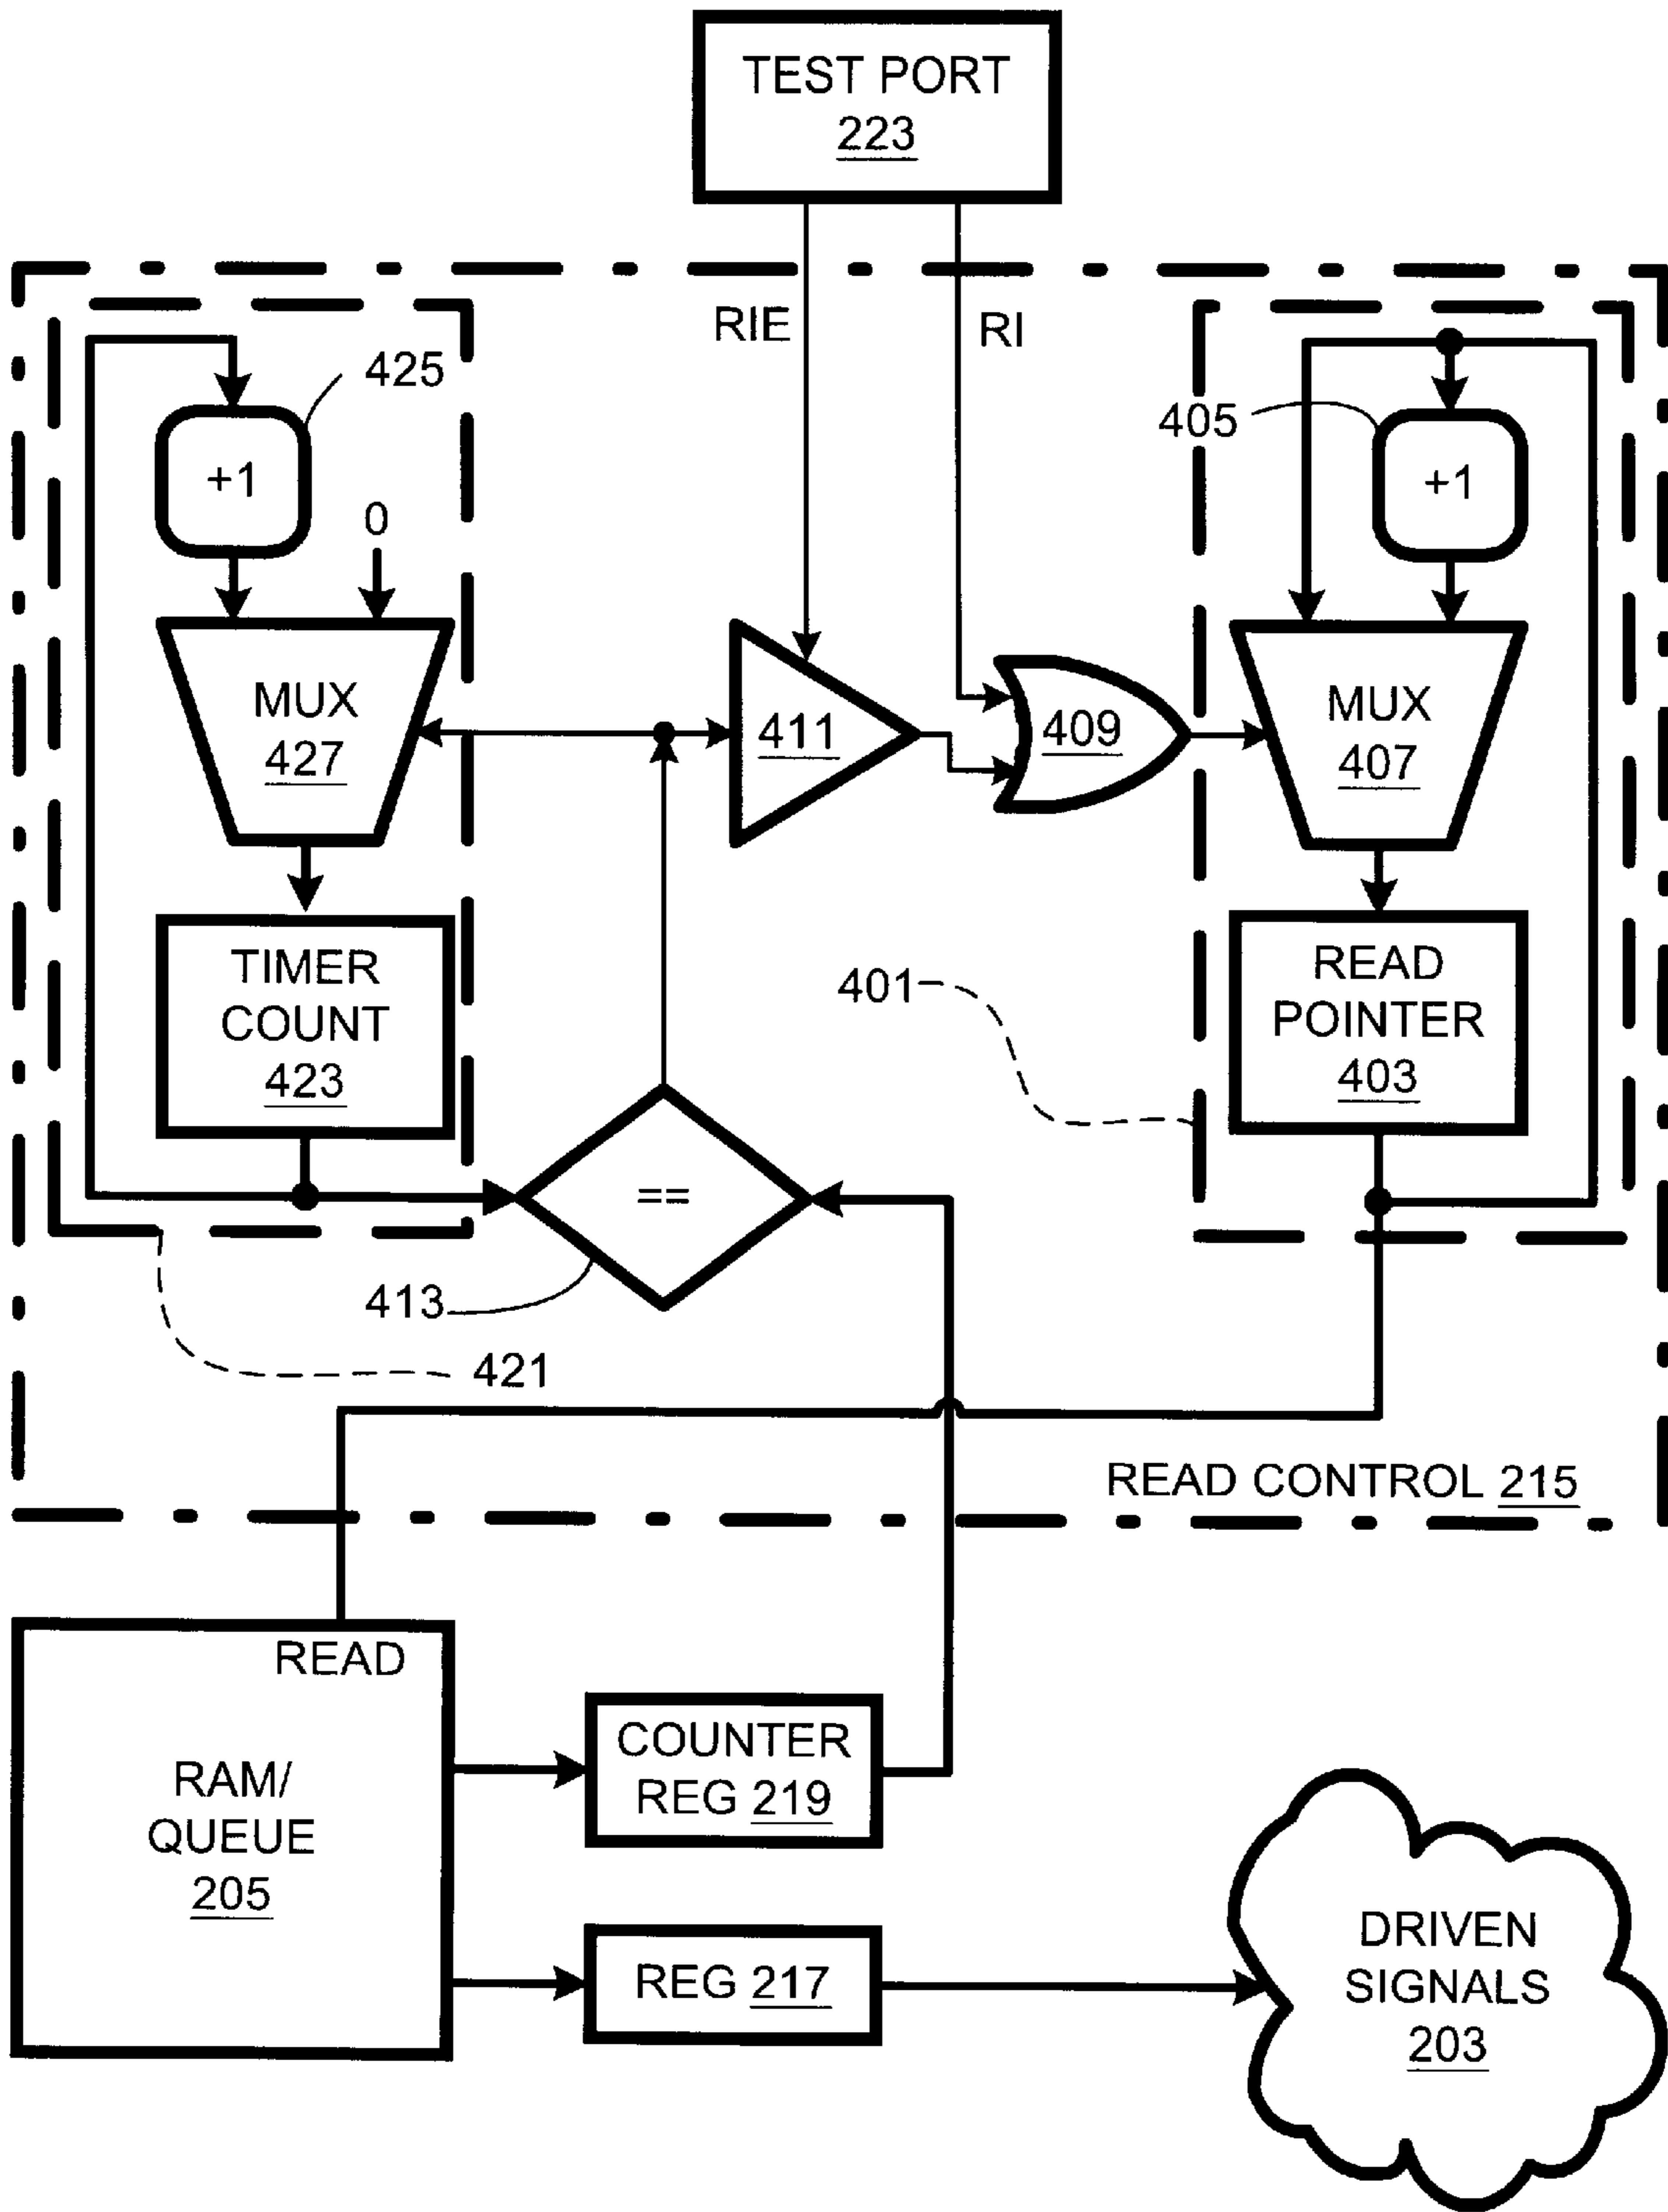 TEST PORT
223
RIE
RI
425
405
+1
+1
0
MUX
427
411
409
MUX
407
TIMER
COUNT
423
401
READ
POINTER
403
==
413
421
READ CONTROL 215
READ
RAM/
QUEUE
205
COUNTER
REG 219
REG 217
DRIVEN
SIGNALS
203